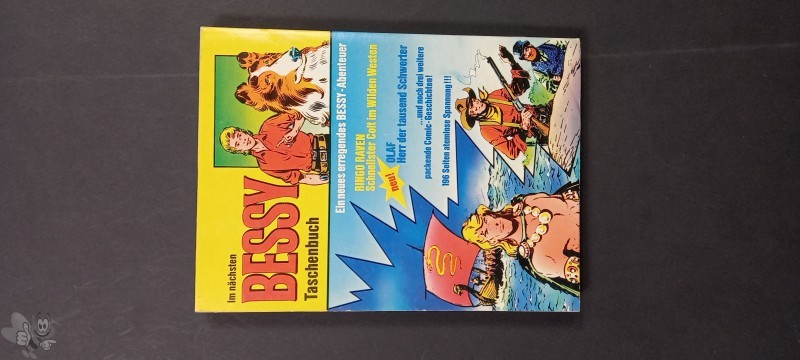 Im nächsten
BESSY
Taschenbuch
Ein neues erregendes BESSY-Abenteuer
RINGO RAVEN
Schnellster Colt im Wilden Westen
neu!
OLAF
Herr der tausend Schwerter
...und noch drei weitere
packende Comic-Geschichten!
196 Seiten atemlose Spannung!!!